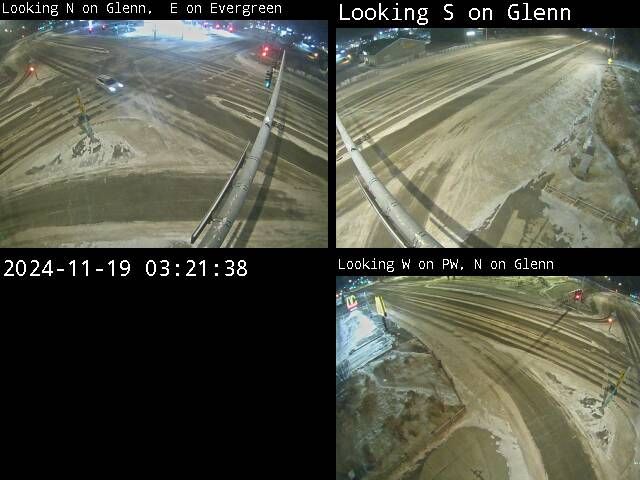 Looking N on Glenn,  E on Evergreen
Looking S on Glenn
2024-11-19 03:21:38
Looking W on PW, N on Glenn